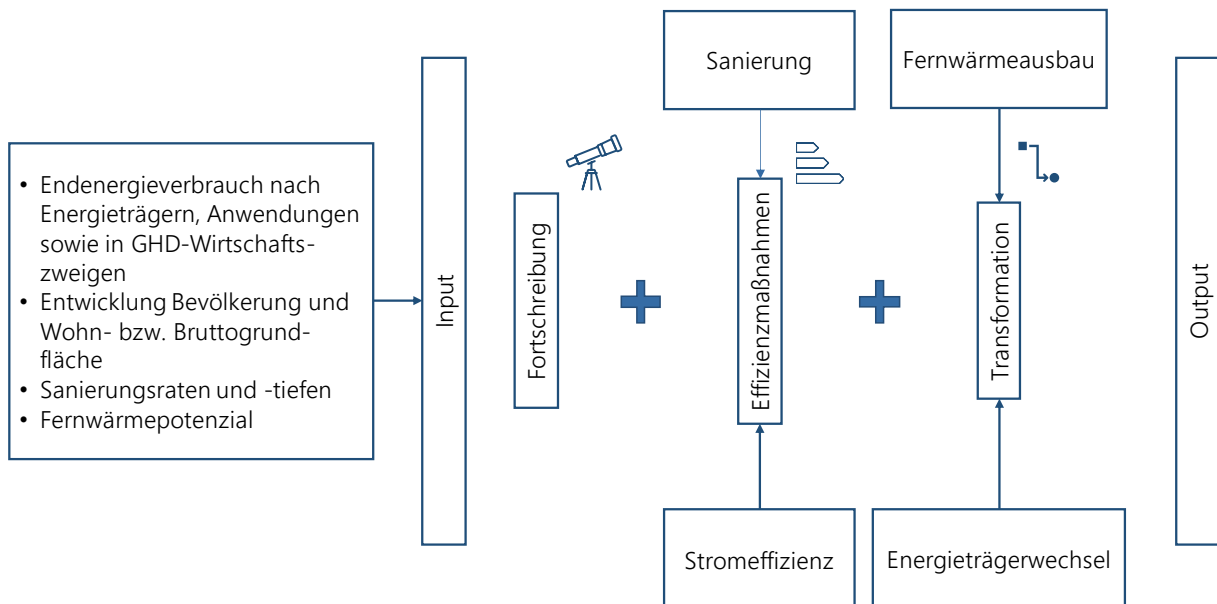 • Endenergieverbrauch nach
Energieträgern, Anwendungen
sowie in GHD-Wirtschafts-
zweigen
• Entwicklung Bevölkerung und
Wohn- bzw. Bruttogrund-
fläche
• Sanierungsraten und -tiefen
• Fernwärmepotenzial
Input
Fortschreibung
Sanierung
Effizienzmaßnahmen
Stromeffizienz
Fernwärmeausbau
Transformation
Energieträgerwechsel
Output